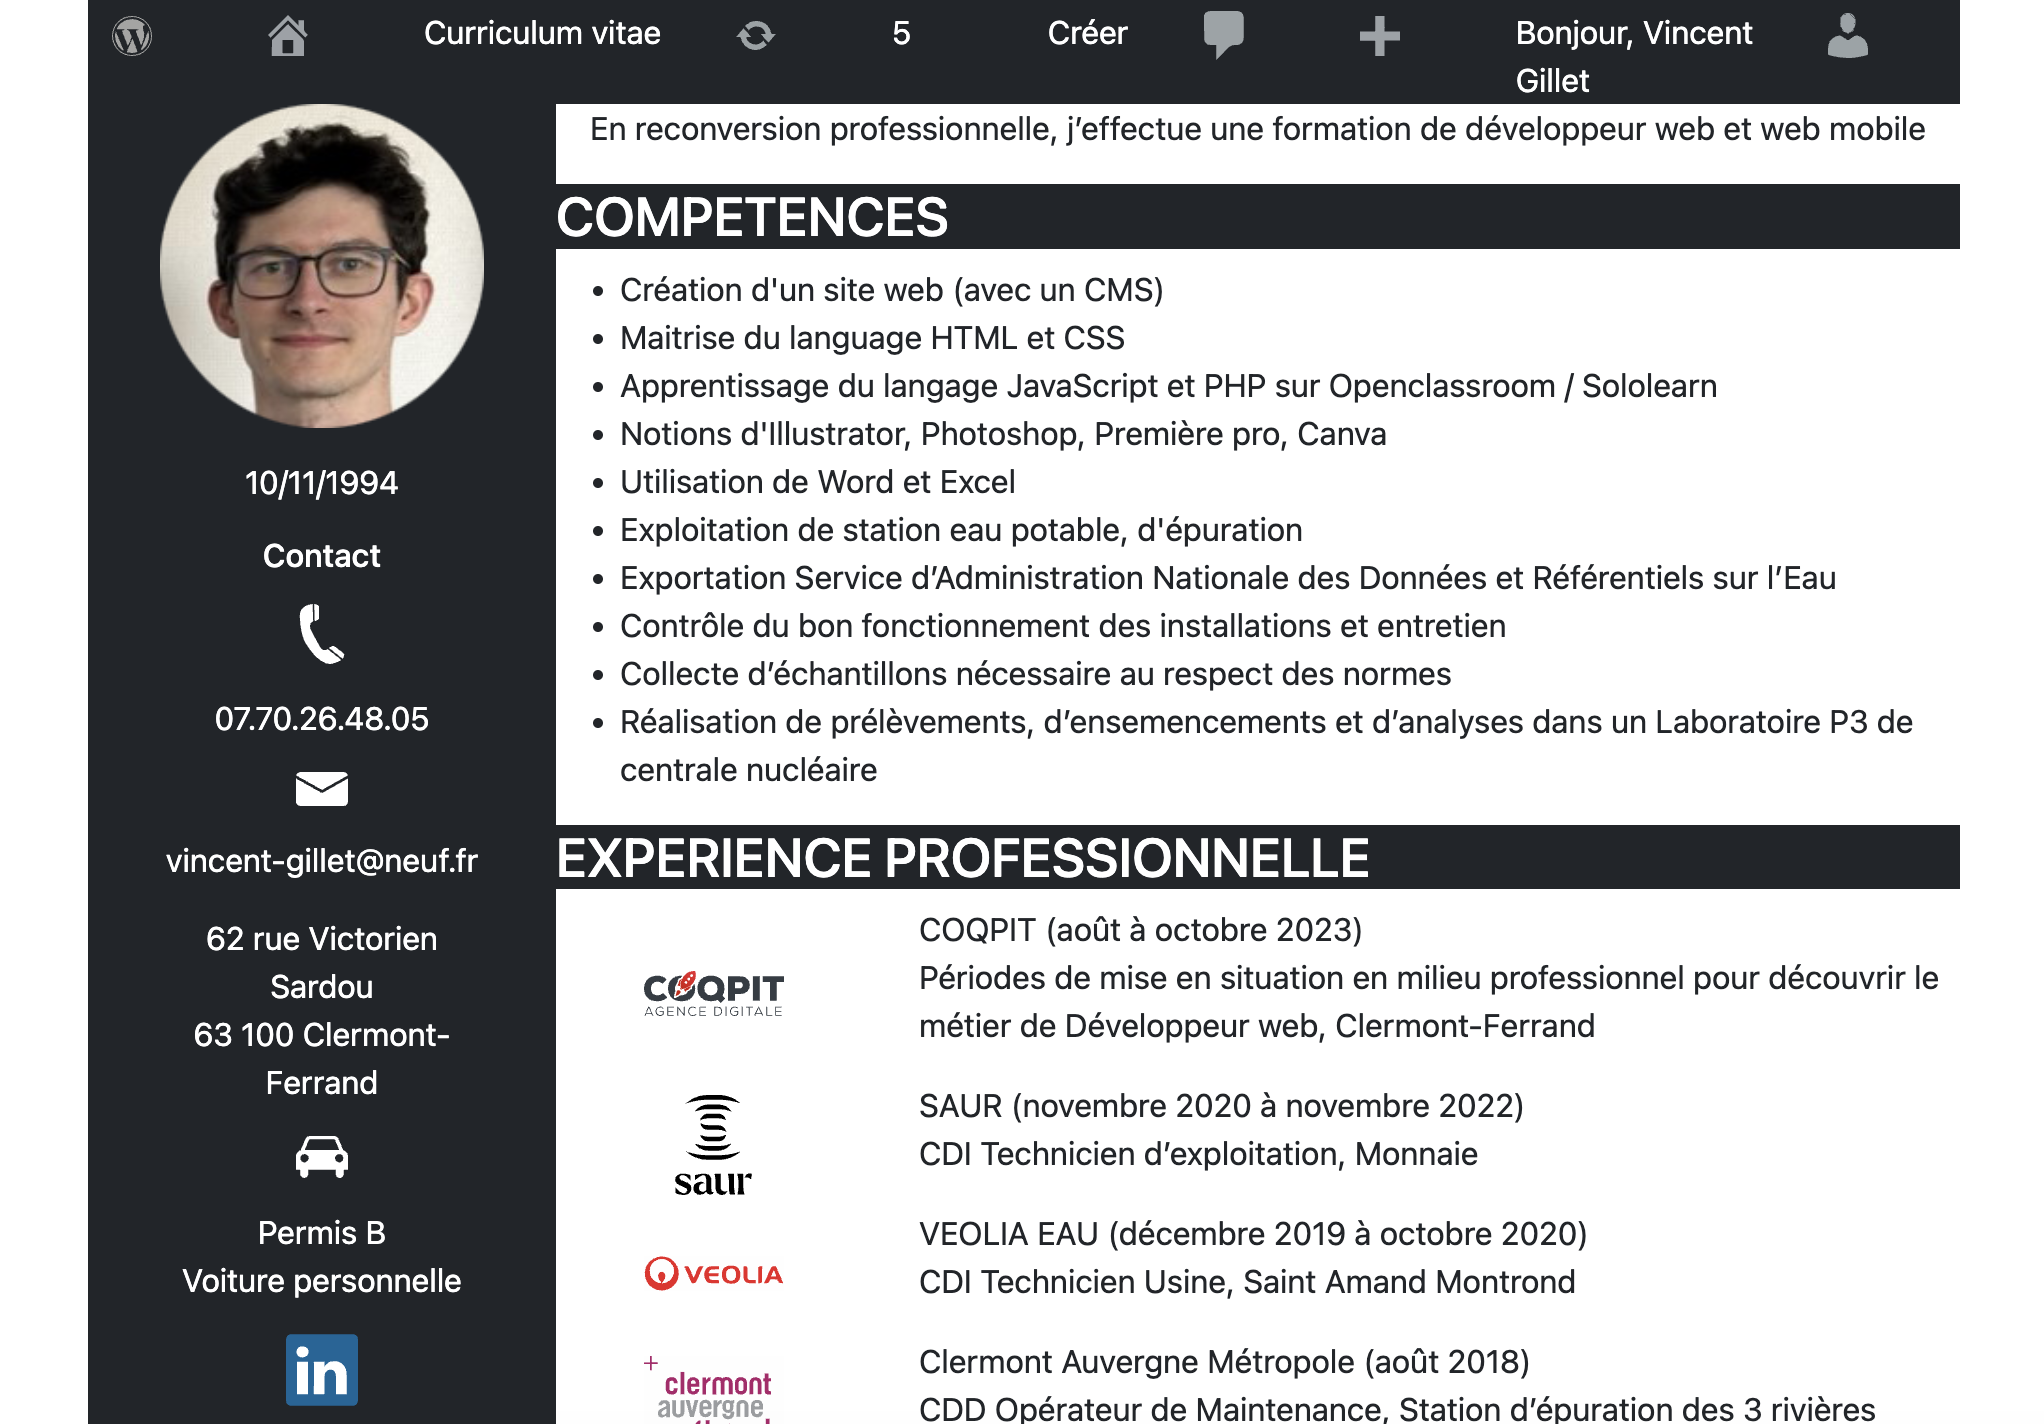 Curriculum vitae
5
Créer
Bonjour, Vincent
Gillet
10/11/1994
Contact
07.70.26.48.05
vincent-gillet@neuf.fr
62 rue Victorien
Sardou
63 100 Clermont-
Ferrand
Permis B
Voiture personnelle
in
En reconversion professionnelle, j’effectue une formation de développeur web et web mobile
COMPETENCES
• Création d'un site web (avec un CMS)
• Maitrise du language HTML et CSS
• Apprentissage du langage JavaScript et PHP sur Openclassroom / Sololearn
• Notions d'Illustrator, Photoshop, Première pro, Canva
• Utilisation de Word et Excel
• Exploitation de station eau potable, d'épuration
• Exportation Service d’Administration Nationale des Données et Référentiels sur l’Eau
• Contrôle du bon fonctionnement des installations et entretien
• Collecte d’échantillons nécessaire au respect des normes
• Réalisation de prélèvements, d’ensemencements et d’analyses dans un Laboratoire P3 de
centrale nucléaire
EXPERIENCE PROFESSIONNELLE
COQPIT
AGENCE DIGITALE
COQPIT (août à octobre 2023)
Périodes de mise en situation en milieu professionnel pour découvrir le
métier de Développeur web, Clermont-Ferrand
saur
SAUR (novembre 2020 à novembre 2022)
CDI Technicien d’exploitation, Monnaie
VEOLIA
VEOLIA EAU (décembre 2019 à octobre 2020)
CDI Technicien Usine, Saint Amand Montrond
clermont
auvergne
Clermont Auvergne Métropole (août 2018)
CDD Opérateur de Maintenance, Station d’épuration des 3 rivières